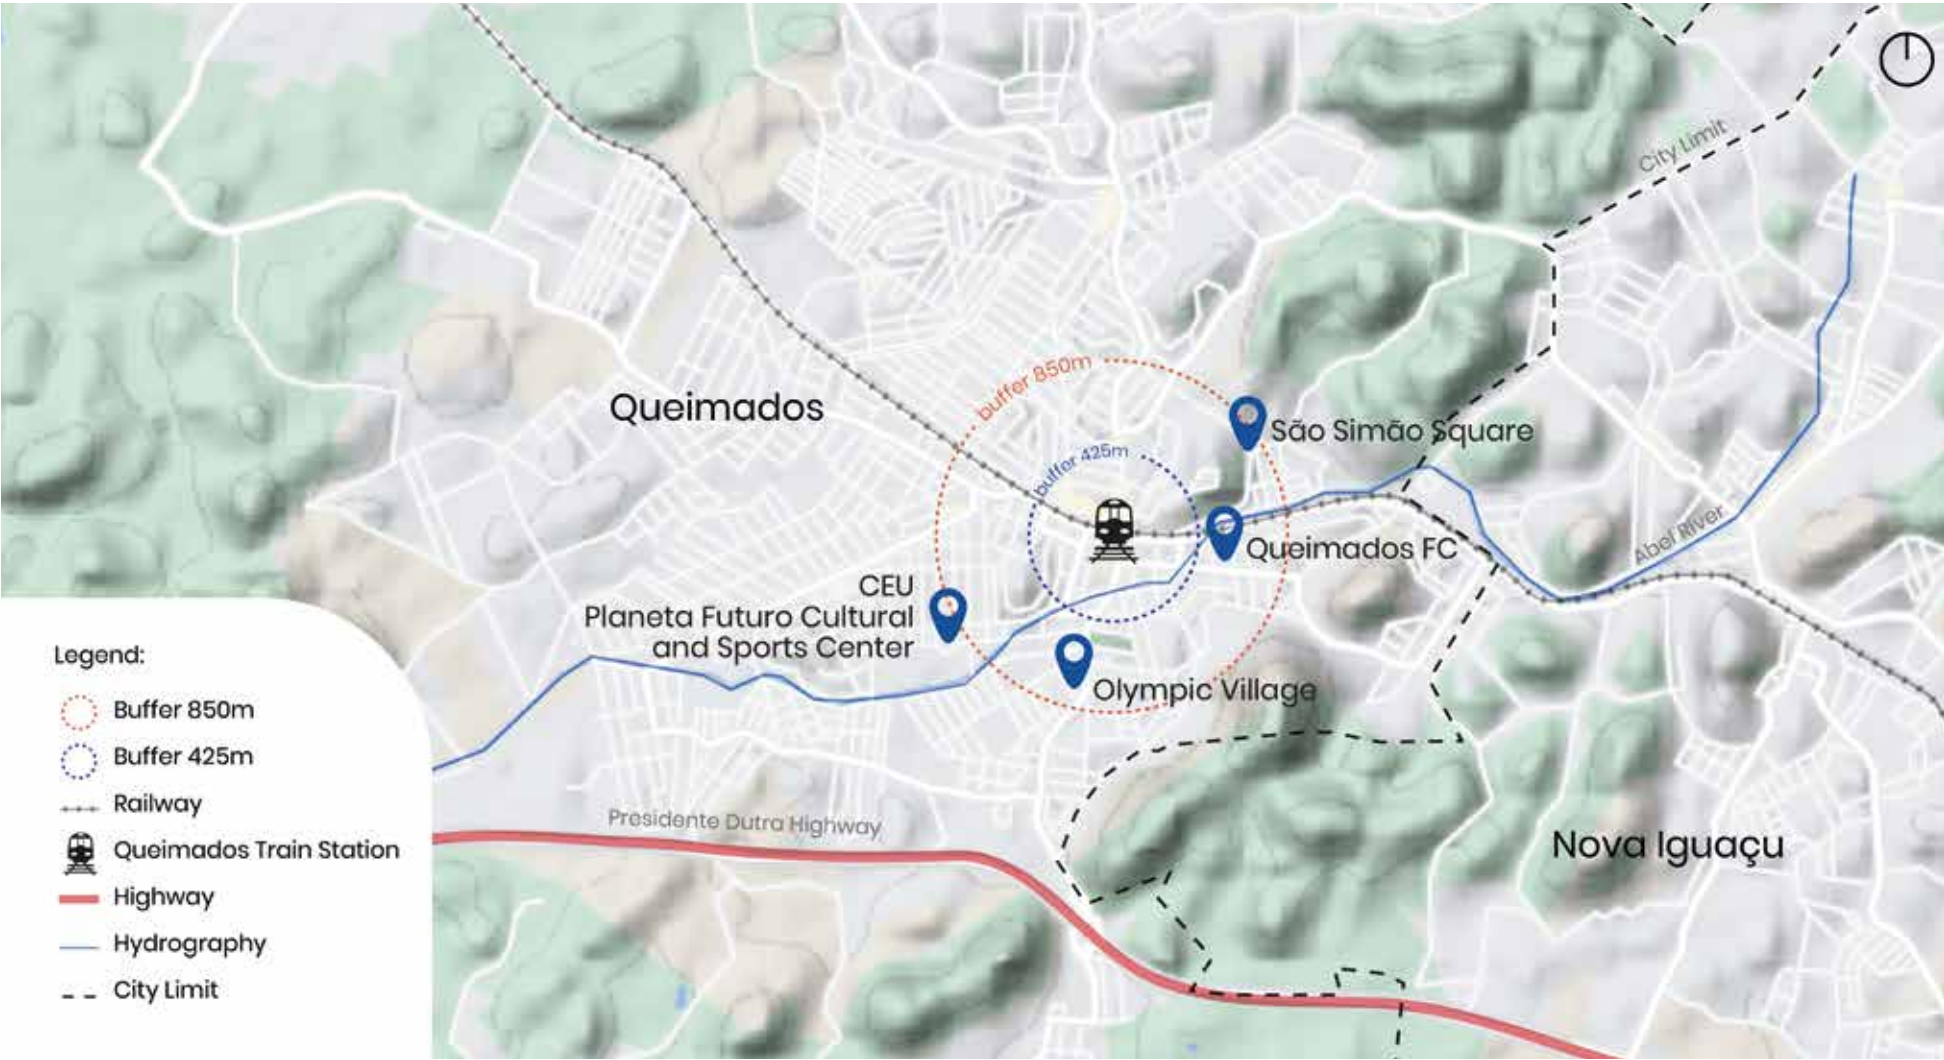 City Limit
buffer 850m
Queimados
São Simão Square
buffer 425m
Queimados FC
Abel River
CEU
Planeta Futuro Cultural
and Sports Center
Olympic Village
Presidente Dutra Highway
Nova Iguaçu
Legend:
Buffer 850m
Buffer 425m
Railway
Queimados Train Station
Highway
Hydrography
City Limit